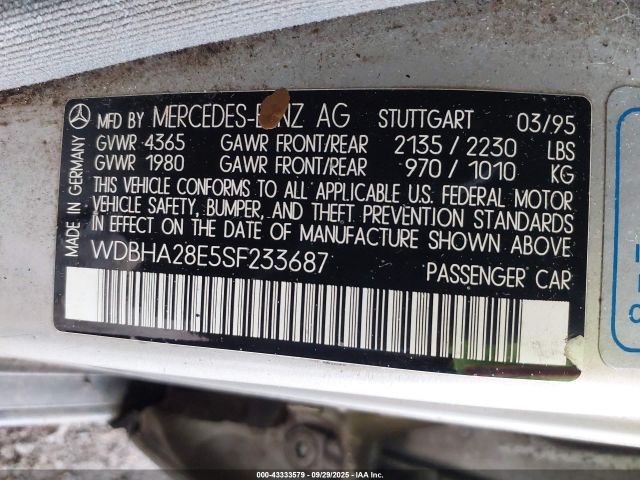 MFD BY MERCEDES-BENZ AG STUTTGART 03/95
GVWR 4365 GAWR FRONT/REAR 2135 / 2230 LBS
GVWR 1980 GAWR FRONT/REAR 970 / 1010 KG
THIS VEHICLE CONFORMS TO ALL APPLICABLE U.S. FEDERAL MOTOR
VEHICLE SAFETY, BUMPER, AND THEFT PREVENTION STANDARDS
IN EFFECT ON THE DATE OF MANUFACTURE SHOWN ABOVE
WDBHA28E5SF233687
PASSENGER CAR
MADE IN GERMANY
000-43333579 | 09/29/2025 | IAA Inc.